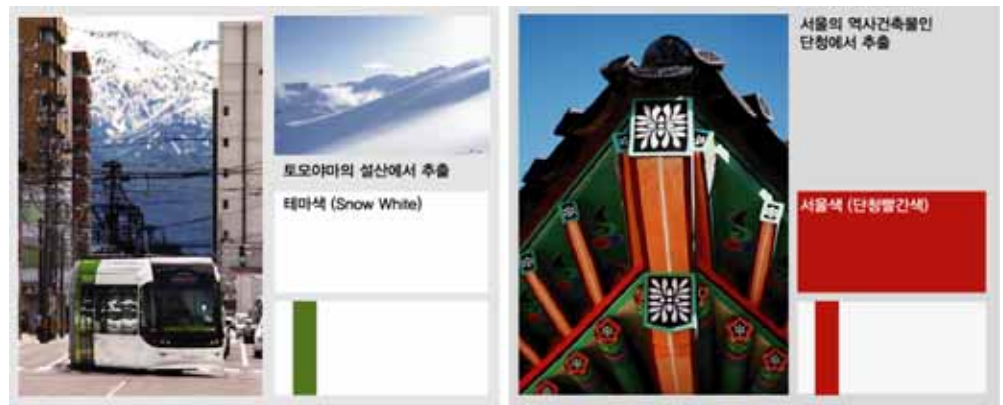 토모야마의 설산에서 추출
테마색 (Snow White)
서울의 역사건축물인
단청에서 추출
서울색 (단청빨간색)